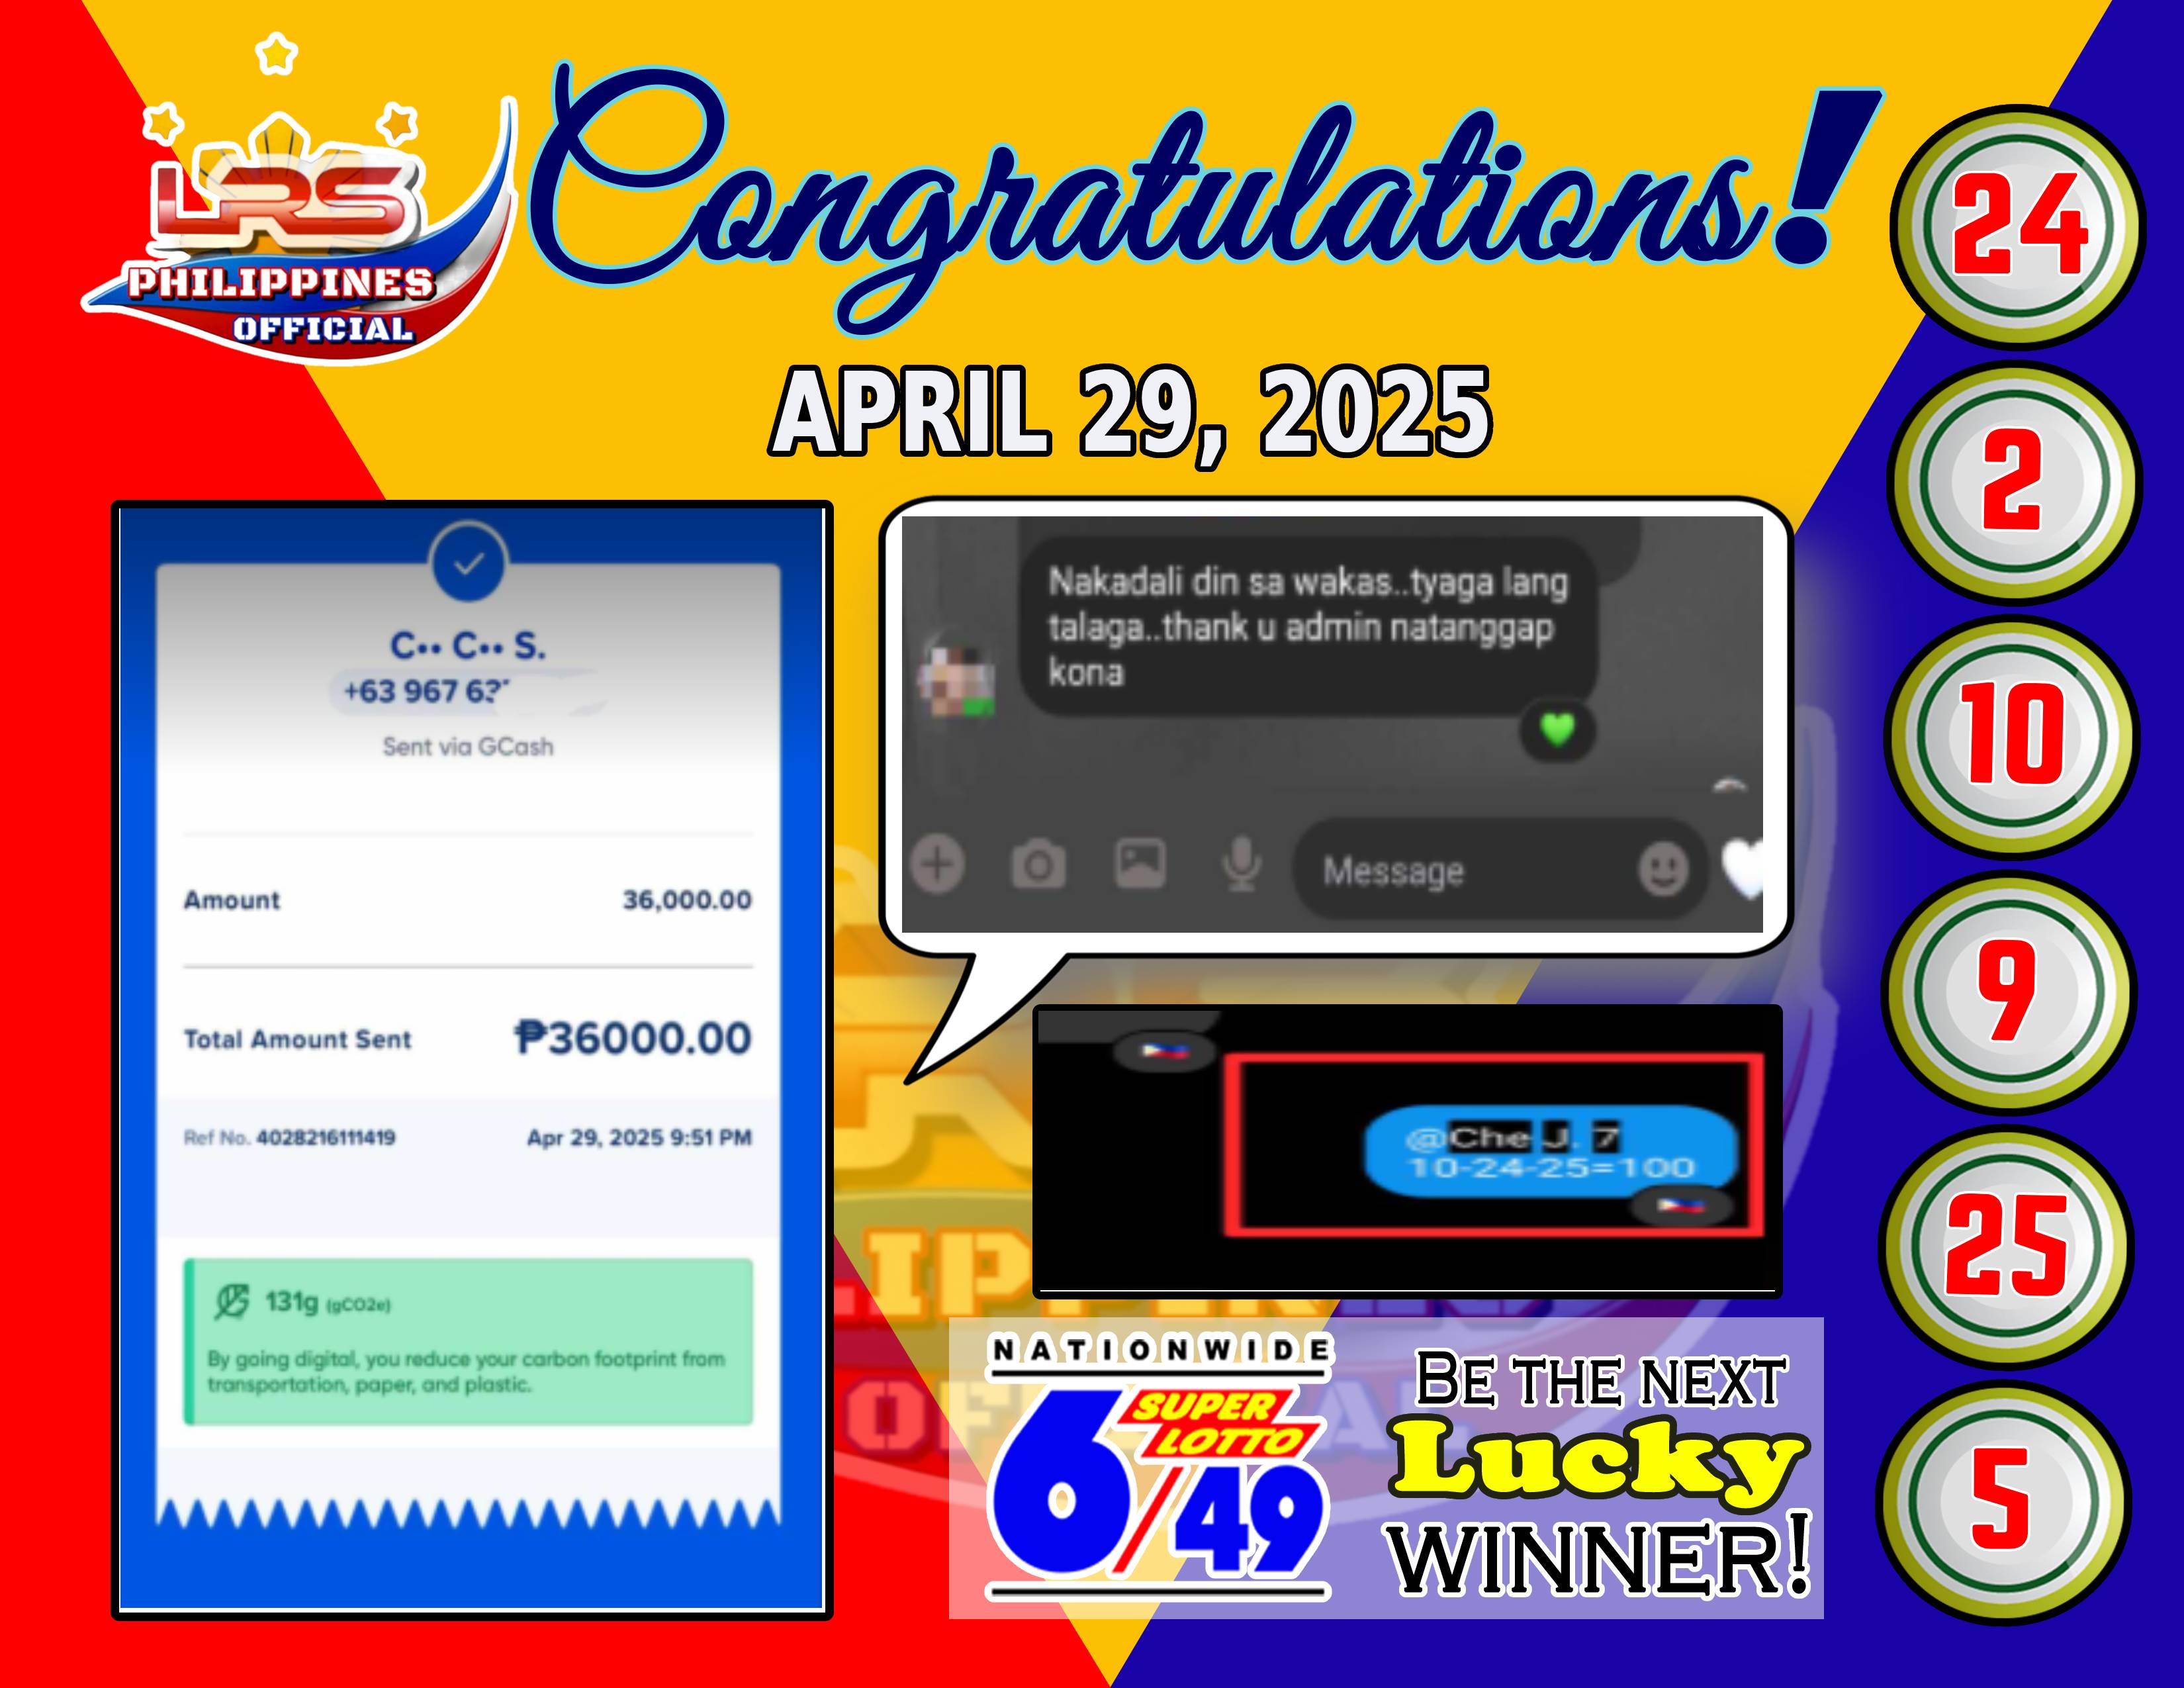 LRS
PHILIPPINES
OFFICIAL
Congratulations!
APRIL 29, 2025
C•• C•• S.
+63 967 63
Sent via GCash
Amount 36,000.00
Total Amount Sent ₱36000.00
Ref No. 4028216111419 Apr 29, 2025 9:51 PM
131g (gCO2e)
By going digital, you reduce your carbon footprint from
transportation, paper, and plastic.
Nakadali din sa wakas..tyaga lang
talaga..thank u admin natanggap
kona
Message
@Che J. 7
10-24-25=100
NATIONWIDE
SUPER
LOTTO
6/49
BE THE NEXT
Lucky
WINNER!
24
2
10
9
25
5